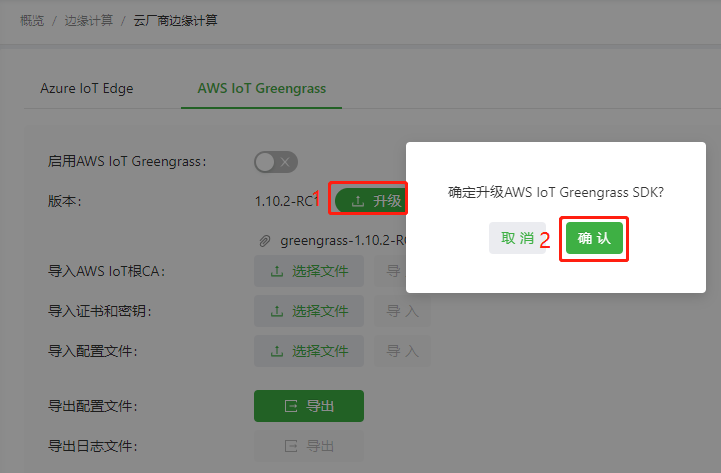 概览 / 边缘计算 / 云厂商边缘计算
Azure IoT Edge AWS IoT Greengrass
启用AWS IoT Greengrass:
确定升级AWS IoT Greengrass SDK?
版本: 1.10.2-RC 1 升级
取 消 2 确 认
greengrass-1.10.2-R
导入AWS IoT根CA: 选择文件 导 入
导入证书和密钥: 选择文件 导 入
导入配置文件: 选择文件 导 入
导出配置文件: 导出
导出日志文件: 导出